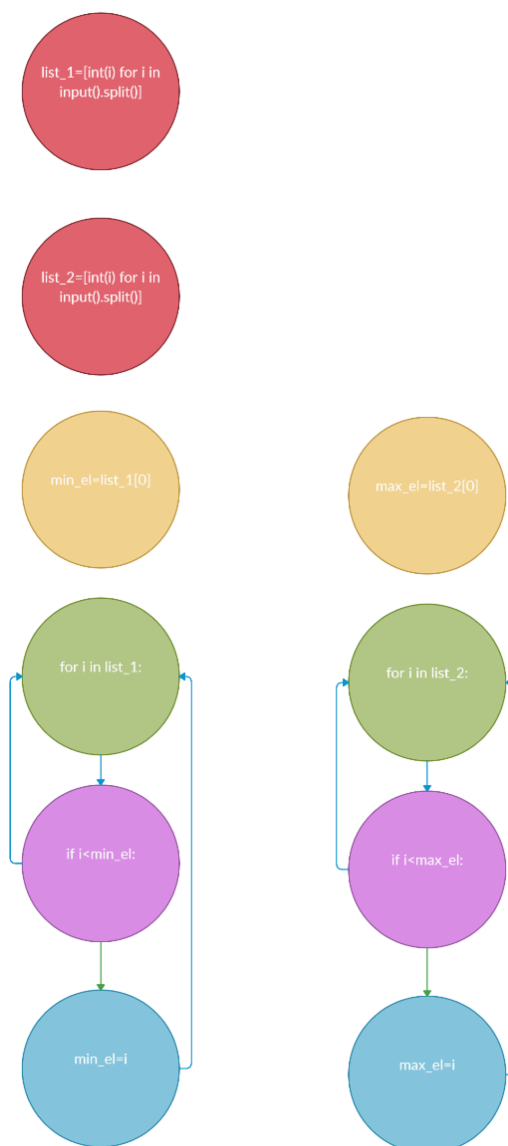 list_1=[int(i) for i in
input().split()]
list_2=[int(i) for i in
input().split()]
min_el=list_1[0]
for i in list_1:
if i<min_el:
min_el=i
max_el=list_2[0]
for i in list_2:
if i<max_el:
max_el=i